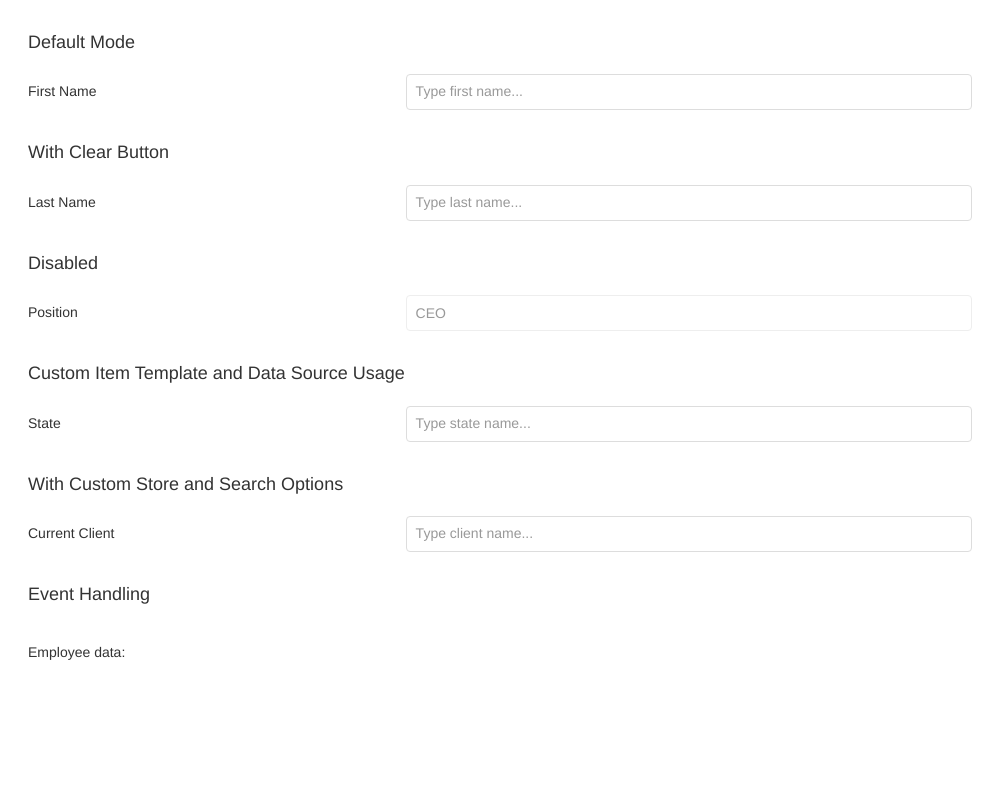 Default Mode
First Name
Type first name...
With Clear Button
Last Name
Type last name...
Disabled
Position
CEO
Custom Item Template and Data Source Usage
State
Type state name...
With Custom Store and Search Options
Current Client
Type client name...
Event Handling
Employee data: